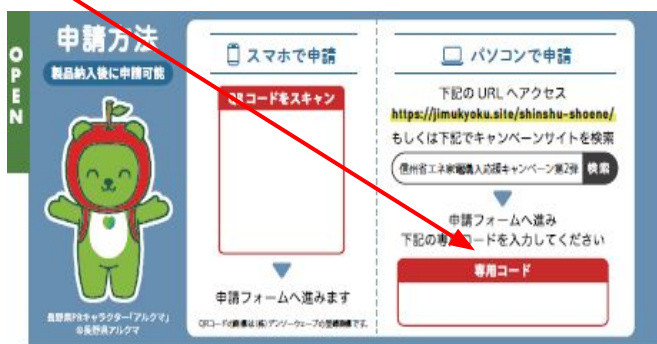 OPEN
申請方法
製品納入後に申請可能
長野県PRキャラクター「アルクマ」
©長野県アルクマ
スマホで申請
QRコードをスキャン
申請フォームへ進みます
QRコードの商標は(株)デンソーウェーブの登録商標です。
パソコンで申請
下記の URL へアクセス
https://jimukyoku.site/shinshu-shoene/
もしくは下記でキャンペーンサイトを検索
信州省エネ家電購入応援キャンペーン第2弾 検索
申請フォームへ進み
下記の専用コードを入力してください
専用コード